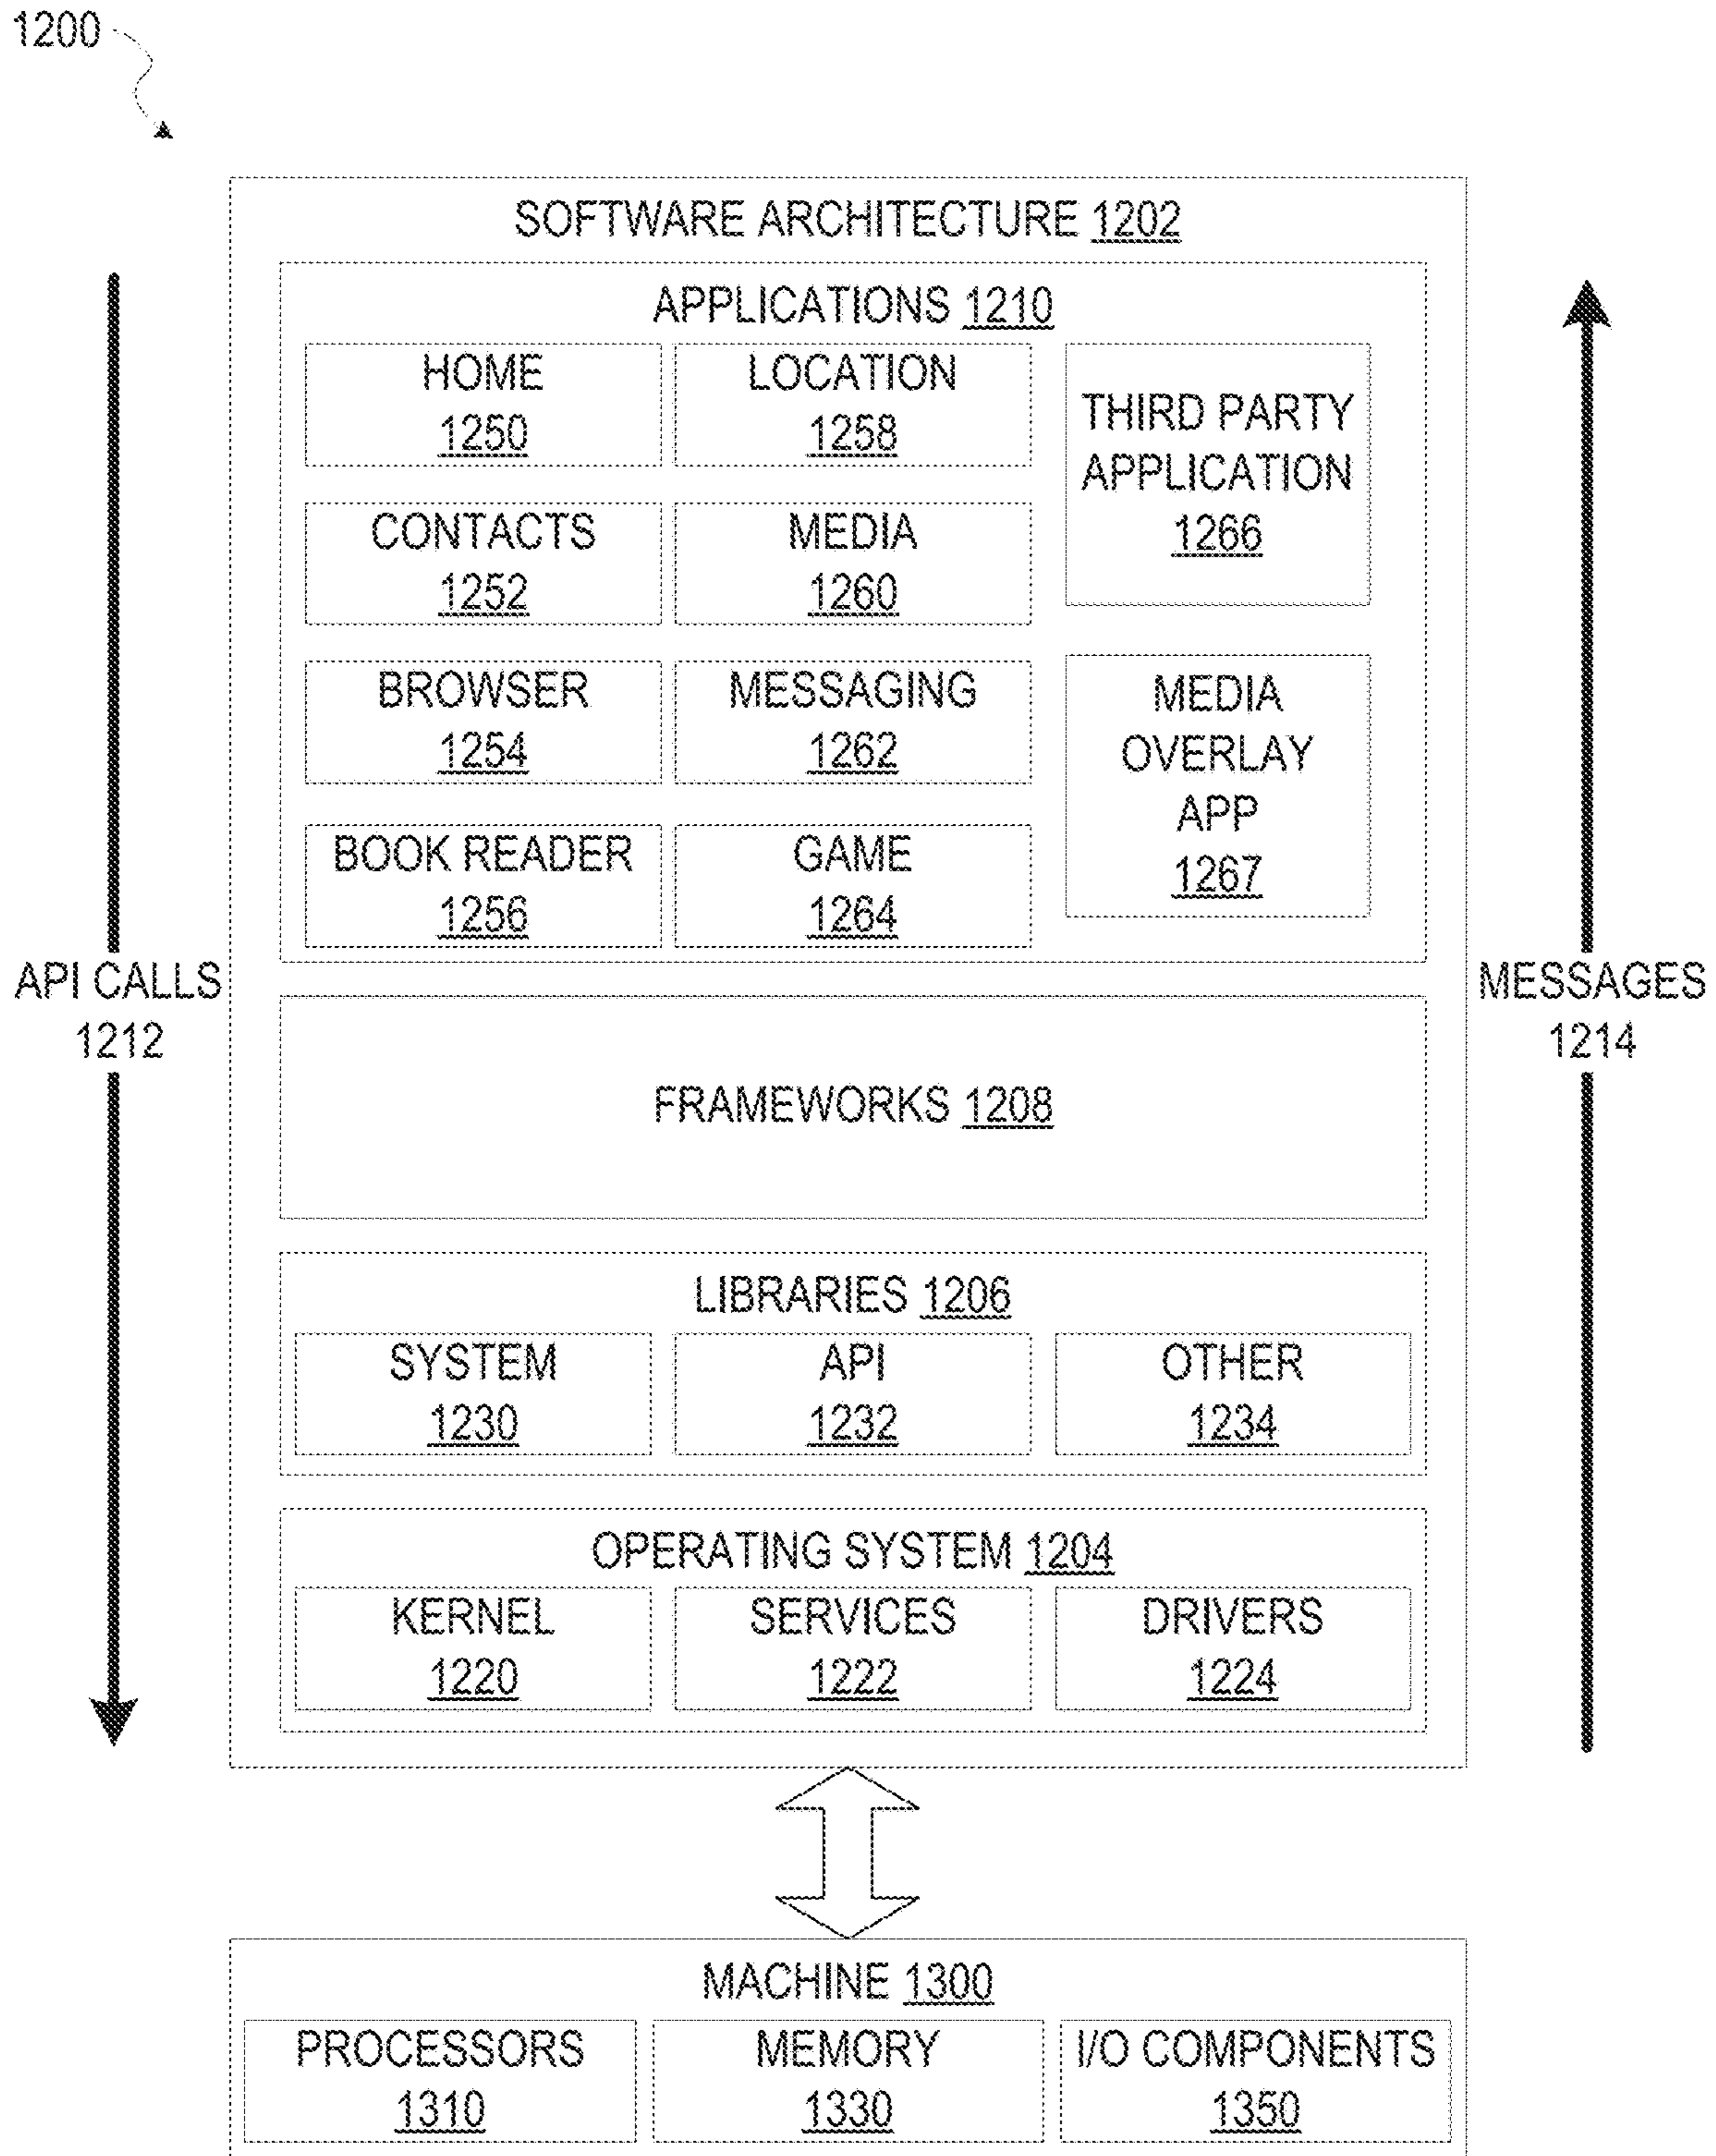 1200
SOFTWARE ARCHITECTURE 1202
APPLICATIONS 1210
HOME
1250
LOCATION
1258
THIRD PARTY
APPLICATION
1266
CONTACTS
1252
MEDIA
1260
BROWSER
1254
MESSAGING
1262
MEDIA
OVERLAY
APP
1267
BOOK READER
1256
GAME
1264
API CALLS
1212
MESSAGES
1214
FRAMEWORKS 1208
LIBRARIES 1206
SYSTEM
1230
API
1232
OTHER
1234
OPERATING SYSTEM 1204
KERNEL
1220
SERVICES
1222
DRIVERS
1224
MACHINE 1300
PROCESSORS
1310
MEMORY
1330
I/O COMPONENTS
1350